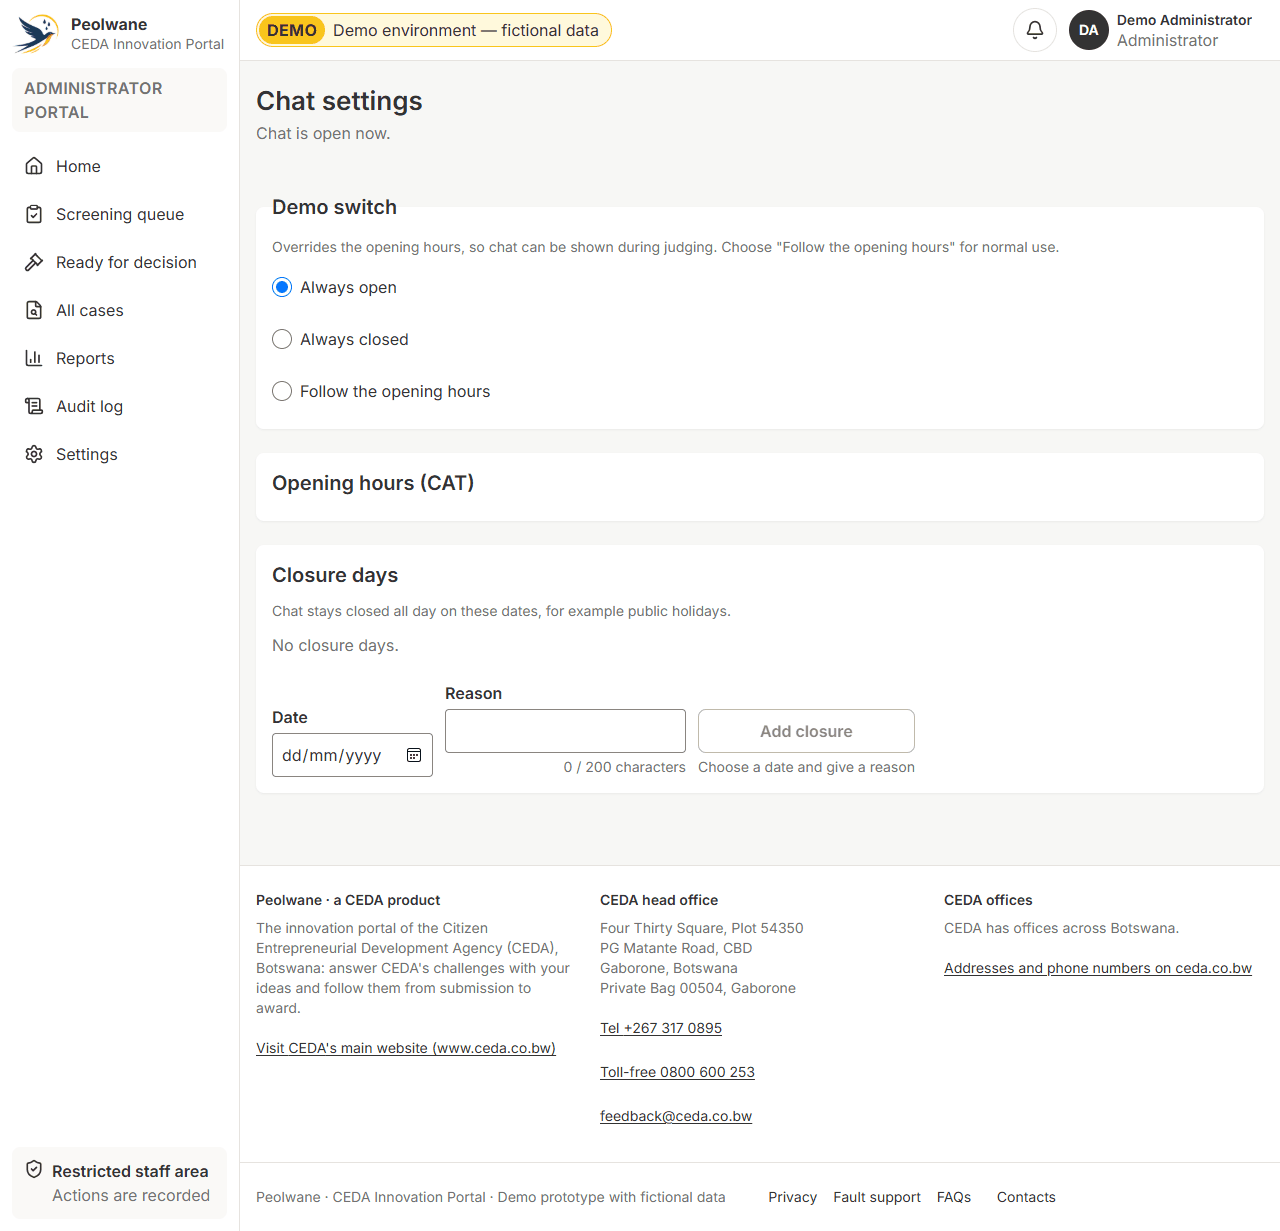 Peolwane
CEDA Innovation Portal
ADMINISTRATOR
PORTAL
Home
Screening queue
Ready for decision
All cases
Reports
Audit log
Settings
Restricted staff area
Actions are recorded
DEMO Demo environment — fictional data
DA
Demo Administrator
Administrator
Chat settings
Chat is open now.
Demo switch
Overrides the opening hours, so chat can be shown during judging. Choose "Follow the opening hours" for normal use.
Always open
Always closed
Follow the opening hours
Opening hours (CAT)
Closure days
Chat stays closed all day on these dates, for example public holidays.
No closure days.
Date
dd/mm/yyyy
Reason
0 / 200 characters
Add closure
Choose a date and give a reason
Peolwane · a CEDA product
The innovation portal of the Citizen
Entrepreneurial Development Agency (CEDA),
Botswana: answer CEDA's challenges with your
ideas and follow them from submission to
award.
Visit CEDA's main website (www.ceda.co.bw)
CEDA head office
Four Thirty Square, Plot 54350
PG Matante Road, CBD
Gaborone, Botswana
Private Bag 00504, Gaborone
Tel +267 317 0895
Toll-free 0800 600 253
feedback@ceda.co.bw
CEDA offices
CEDA has offices across Botswana.
Addresses and phone numbers on ceda.co.bw
Peolwane · CEDA Innovation Portal · Demo prototype with fictional data
Privacy
Fault support
FAQs
Contacts